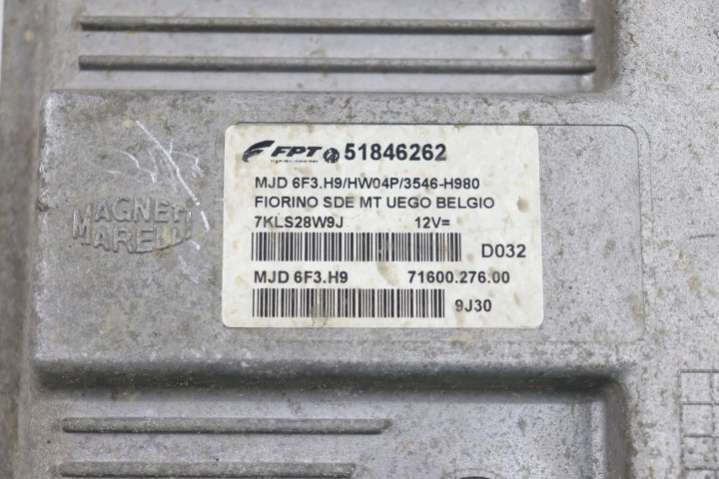 FPT 51846262
MJD 6F3.H9/HW04P/3546-H980
FIORINO SDE MT UEGO BELGIO
7KLS28W9J 12V=
D032
MJD 6F3.H9 71600.276.00
9J30
MAGNETI
MARELLI